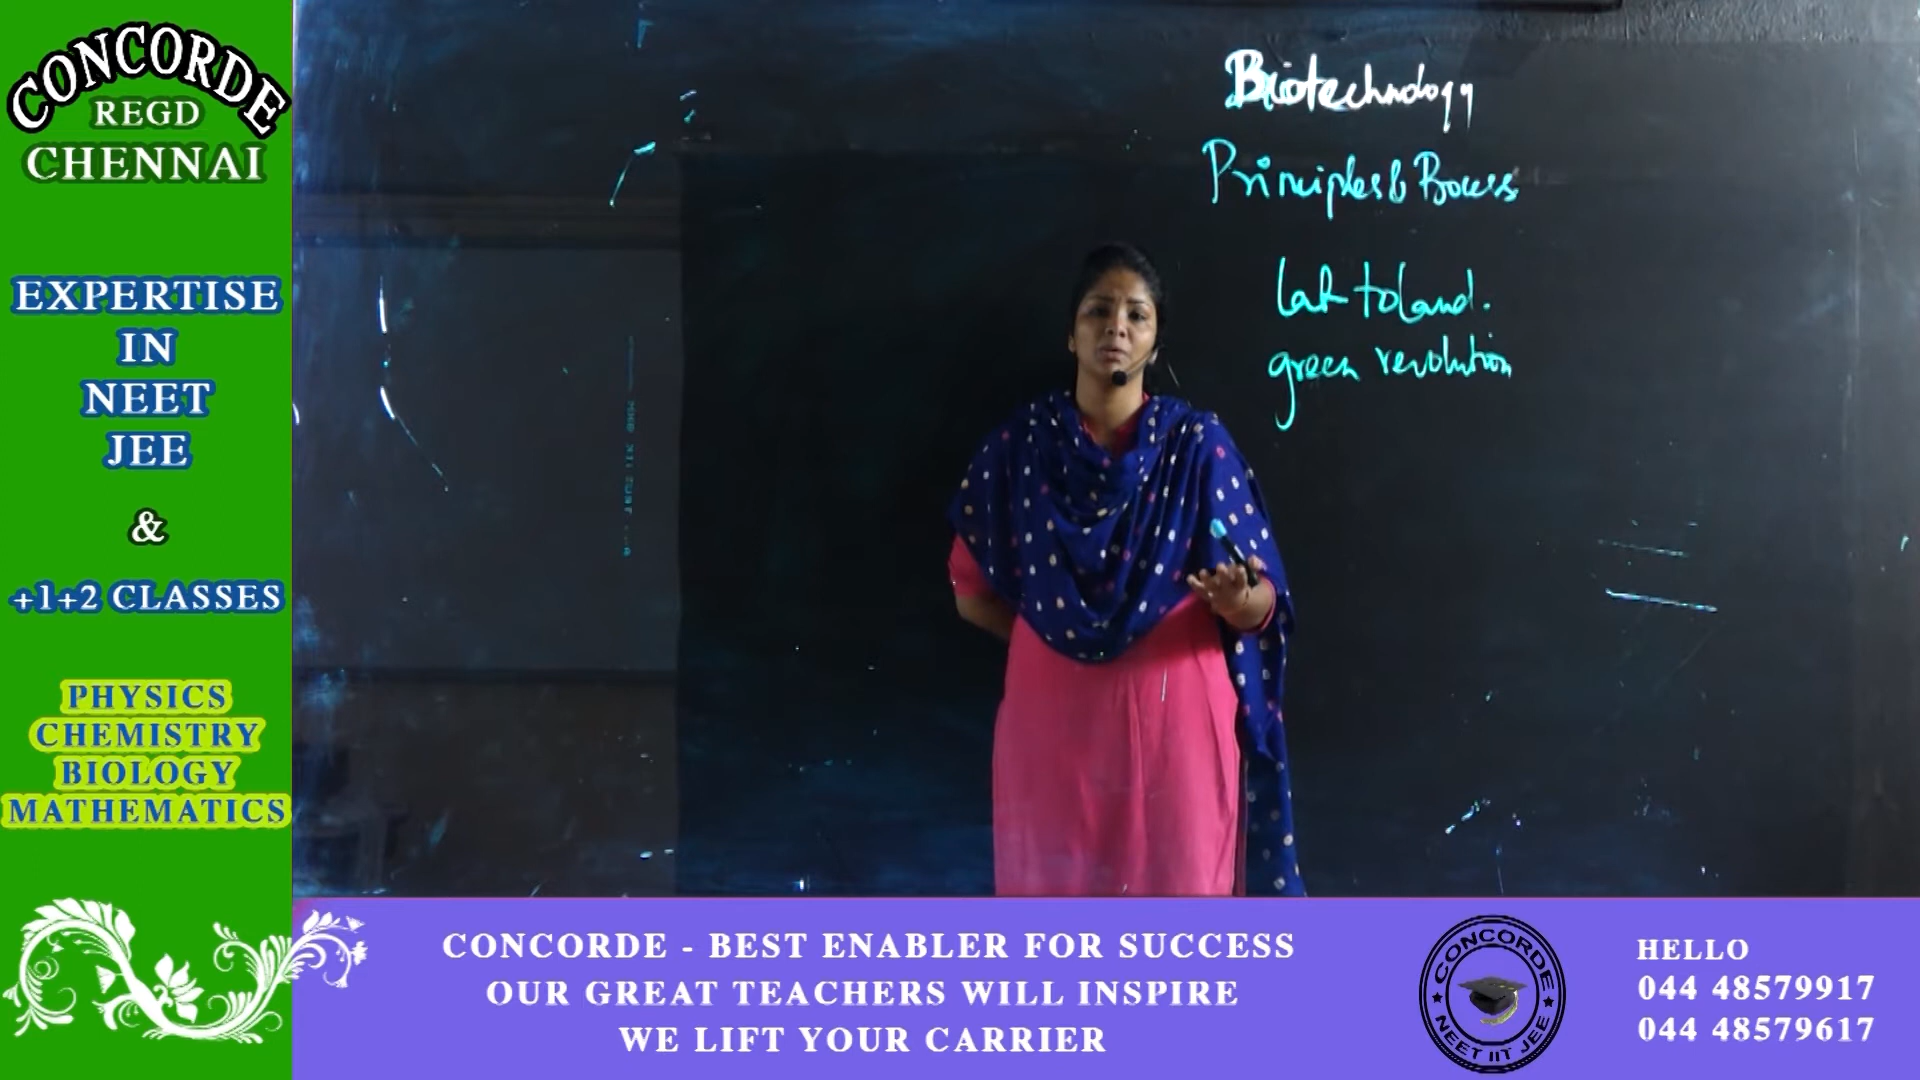 CONCORDE
REGD
CHENNAI
EXPERTISE
IN
NEET
JEE
&
+1+2 CLASSES
PHYSICS
CHEMISTRY
BIOLOGY
MATHEMATICS
Biotechnology
Principles &
lab to land.
green revolution
CONCORDE - BEST ENABLER FOR SUCCESS
OUR GREAT TEACHERS WILL INSPIRE
WE LIFT YOUR CARRIER
CONCORDE
NEET IIT JEE
HELLO
044 48579917
044 48579617